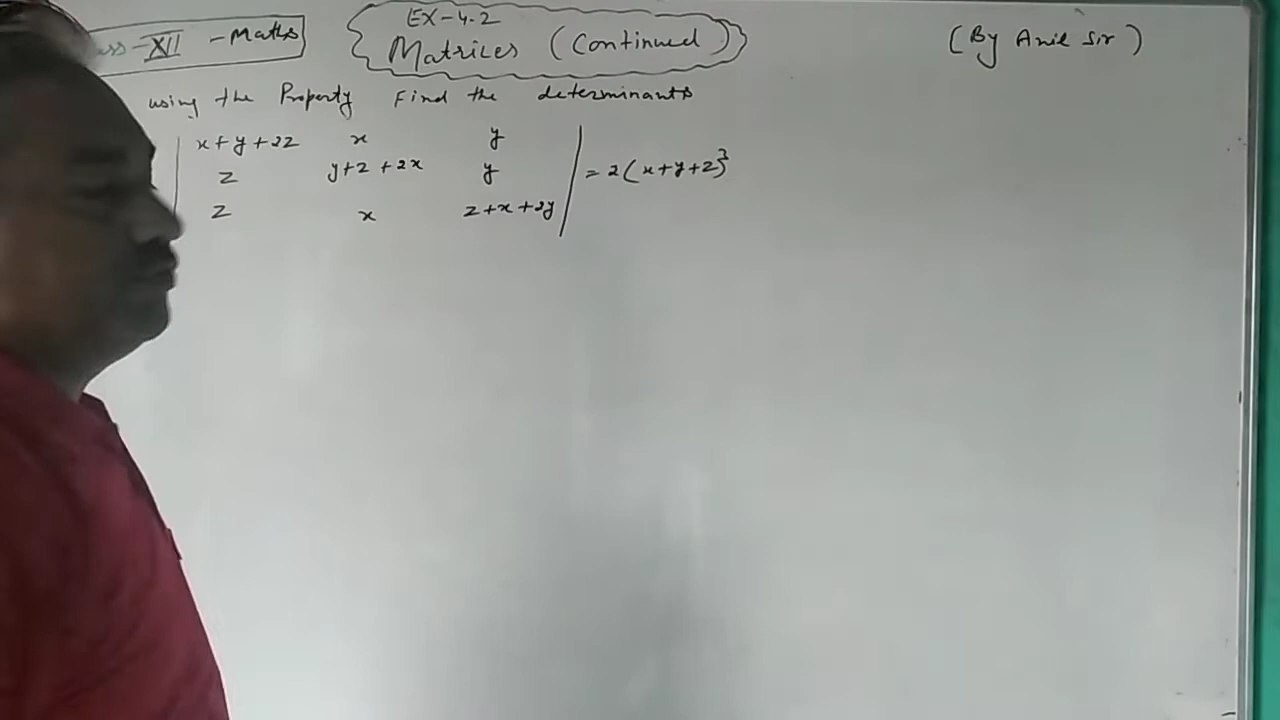 -XII - Maths
EX-4.2
Matrices (Continued)
(By Anil Sir)
using the Property Find the determinants
| x+y+2z x y |
| z y+z+2x y | = 2(x+y+z)³
| z x z+x+2y |